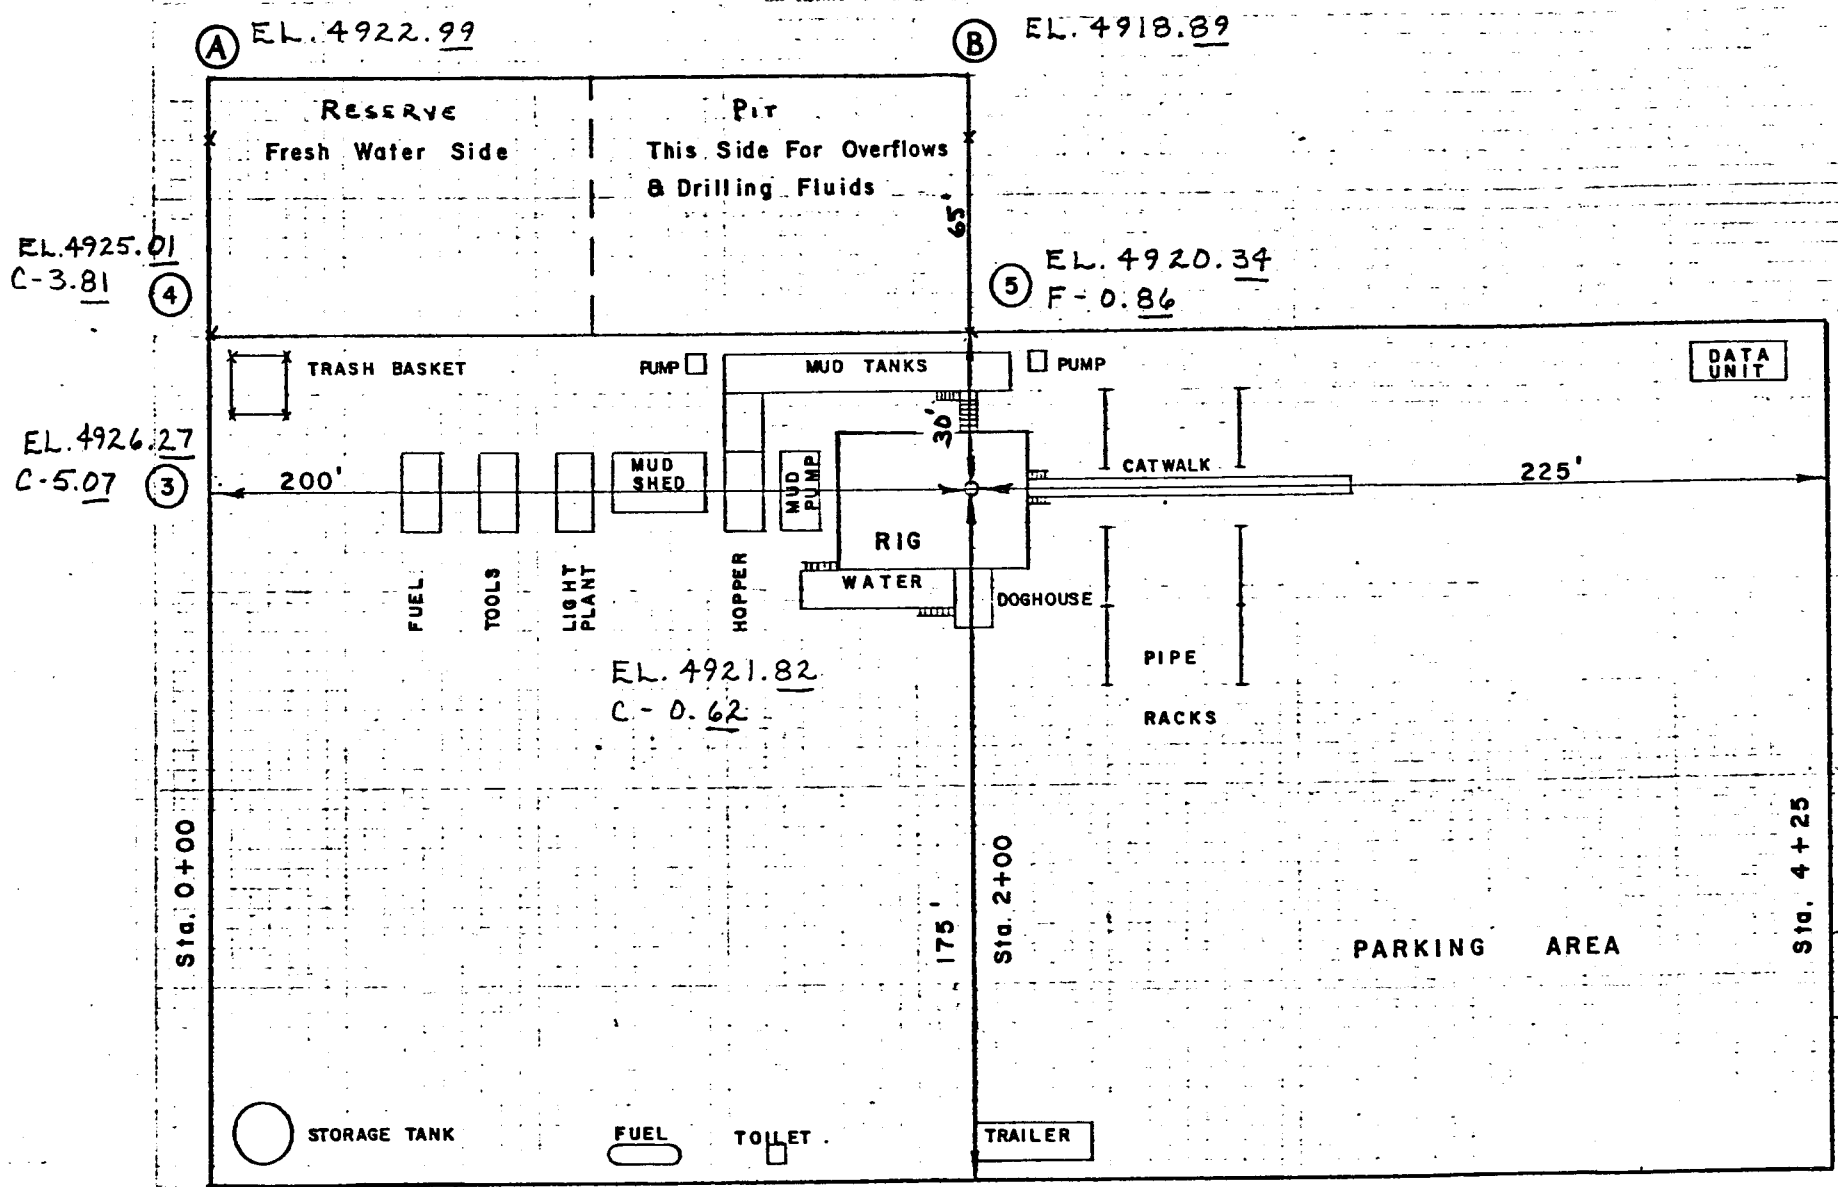 A EL. 4922.99
B EL. 4918.89
RESERVE PIT
Fresh Water Side
This Side For Overflows
& Drilling Fluids
65'
EL. 4925.01
C-3.81
4
5
EL. 4920.34
F-0.86
TRASH BASKET
PUMP
MUD TANKS
PUMP
DATA
UNIT
30'
EL. 4926.27
C-5.07
3
200'
MUD
SHED
MUD
PUMP
CATWALK
225'
RIG
FUEL
TOOLS
LIGHT
PLANT
HOPPER
WATER
DOGHOUSE
EL. 4921.82
C-0.62
PIPE
RACKS
Sta. 0+00
175'
Sta. 2+00
Sta. 4+25
PARKING AREA
STORAGE TANK
FUEL
TOILET
TRAILER